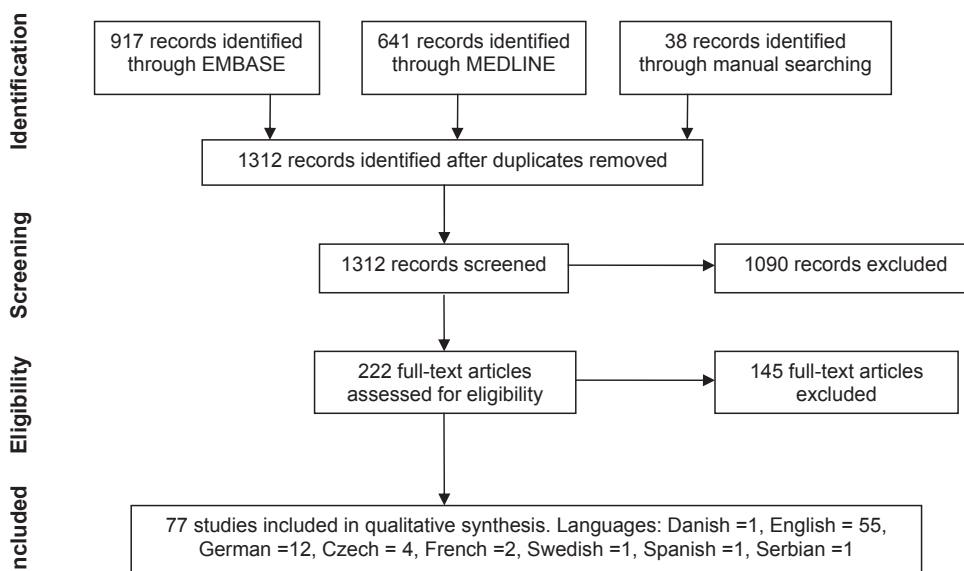 Identification
917 records identified
through EMBASE
641 records identified
through MEDLINE
38 records identified
through manual searching
1312 records identified after duplicates removed
Screening
1312 records screened
1090 records excluded
Eligibility
222 full-text articles
assessed for eligibility
145 full-text articles
excluded
ncluded
77 studies included in qualitative synthesis. Languages: Danish =1, English = 55,
German =12, Czech = 4, French =2, Swedish =1, Spanish =1, Serbian =1